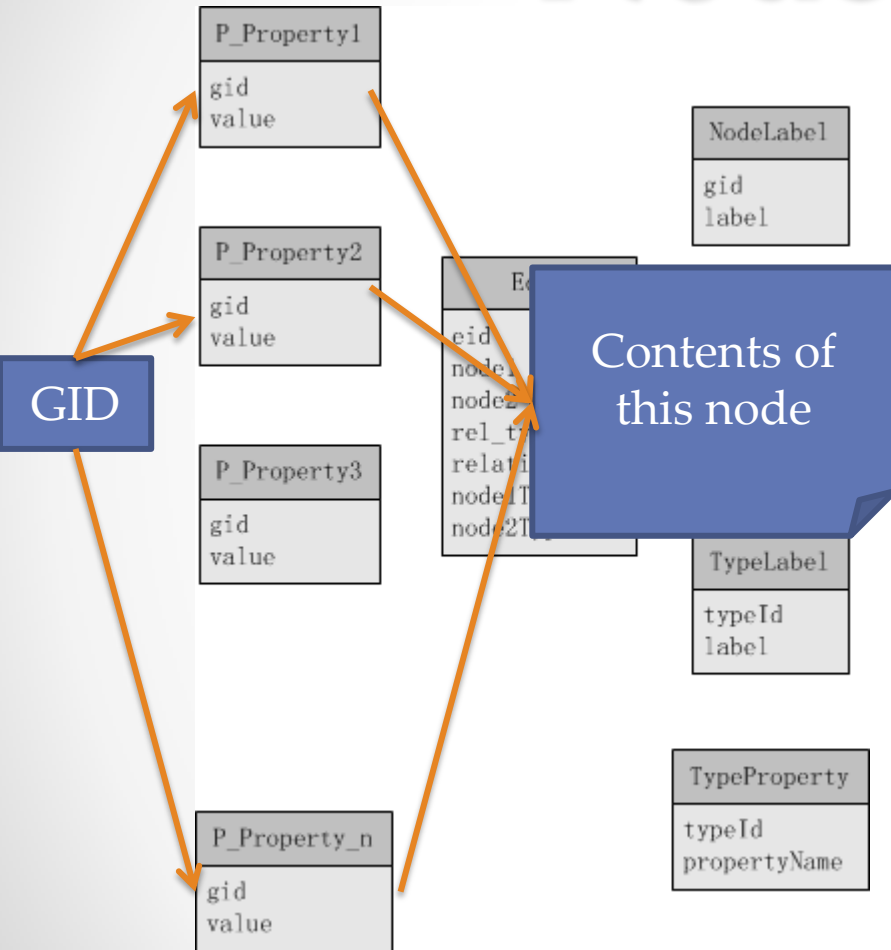 P_Property1
gid
value
NodeLabel
gid
label
P_Property2
gid
value
eid
Contents of
this node
GID
P_Property3
gid
value
TypeLabel
typeId
label
TypeProperty
typeId
propertyName
P_Property_n
gid
value